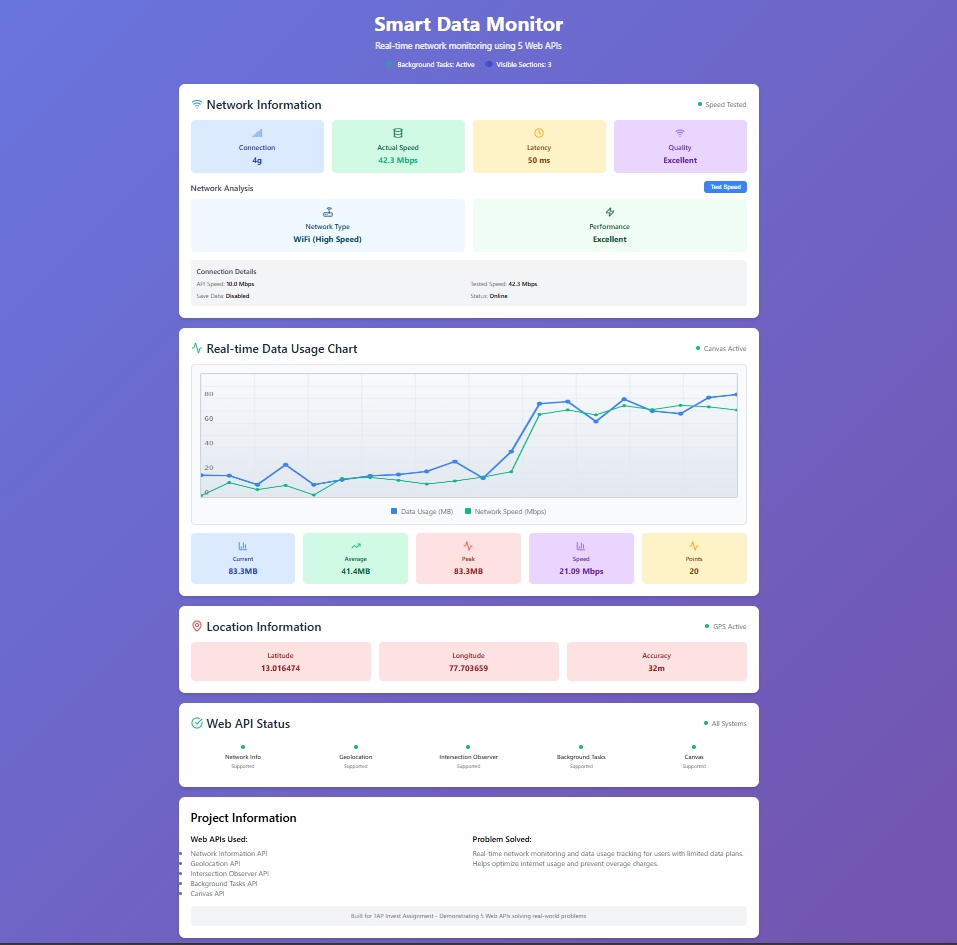 Smart Data Monitor
Real-time network monitoring using 5 Web APIs
Background Tasks: Active Visible Sections: 3
Network Information
Speed Tested
Connection
4g
Actual Speed
42.3 Mbps
Latency
50 ms
Quality
Excellent
Network Analysis
Test Speed
Network Type
WiFi (High Speed)
Performance
Excellent
Connection Details
API Speed: 10.0 Mbps
Tested Speed: 42.3 Mbps
Save Data: Disabled
Status: Online
Real-time Data Usage Chart
Canvas Active
80
60
40
20
0
Data Usage (MB) Network Speed (Mbps)
Current
83.3MB
Average
41.4MB
Peak
83.3MB
Speed
21.09 Mbps
Points
20
Location Information
GPS Active
Latitude
13.016474
Longitude
77.703659
Accuracy
32m
Web API Status
All Systems
Network Info
Supported
Geolocation
Supported
Intersection Observer
Supported
Background Tasks
Supported
Canvas
Supported
Project Information
Web APIs Used:
Network Information API
Geolocation API
Intersection Observer API
Background Tasks API
Canvas API
Problem Solved:
Real-time network monitoring and data usage tracking for users with limited data plans.
Helps optimize internet usage and prevent overage charges.
Built for TAP Invest Assignment - Demonstrating 5 Web APIs solving real-world problems